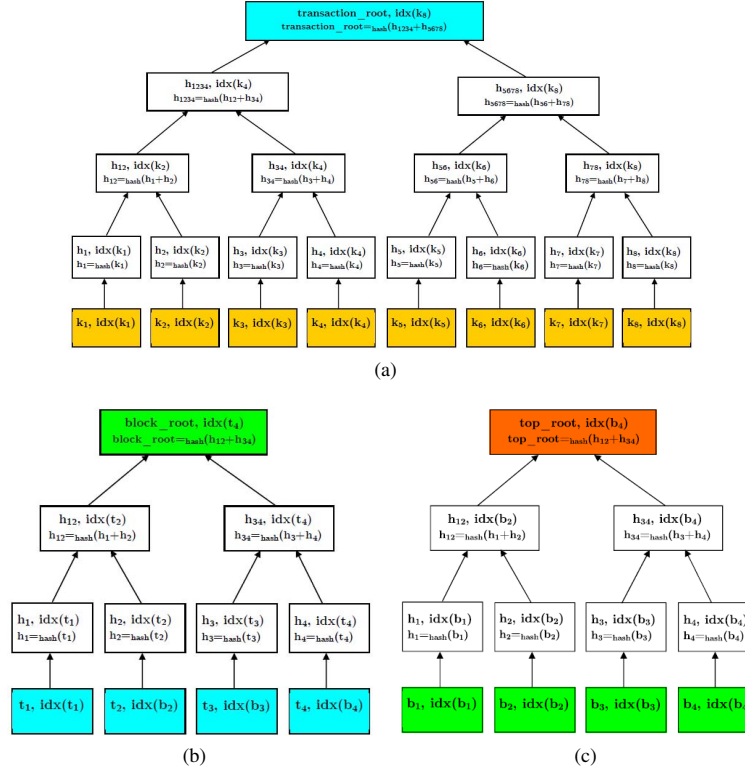 transaction_root, idx(k₈)
transaction_root=hash(h₁₂₃₄+h₅₆₇₈)
h₁₂₃₄, idx(k₄)
h₁₂₃₄=hash(h₁₂+h₃₄)
h₅₆₇₈, idx(k₈)
h₅₆₇₈=hash(h₅₆+h₇₈)
h₁₂, idx(k₂)
h₁₂=hash(h₁+h₂)
h₃₄, idx(k₄)
h₃₄=hash(h₃+h₄)
h₅₆, idx(k₆)
h₅₆=hash(h₅+h₆)
h₇₈, idx(k₈)
h₇₈=hash(h₇+h₈)
h₁, idx(k₁)
h₁=hash(k₁)
h₂, idx(k₂)
h₂=hash(k₂)
h₃, idx(k₃)
h₃=hash(k₃)
h₄, idx(k₄)
h₄=hash(k₄)
h₅, idx(k₅)
h₅=hash(k₅)
h₆, idx(k₆)
h₆=hash(k₆)
h₇, idx(k₇)
h₇=hash(k₇)
h₈, idx(k₈)
h₈=hash(k₈)
k₁, idx(k₁)
k₂, idx(k₂)
k₃, idx(k₃)
k₄, idx(k₄)
k₅, idx(k₅)
k₆, idx(k₆)
k₇, idx(k₇)
k₈, idx(k₈)
(a)
block_root, idx(t₄)
block_root=hash(h₁₂+h₃₄)
h₁₂, idx(t₂)
h₁₂=hash(h₁+h₂)
h₃₄, idx(t₄)
h₃₄=hash(h₃+h₄)
h₁, idx(t₁)
h₁=hash(t₁)
h₂, idx(t₂)
h₂=hash(t₂)
h₃, idx(t₃)
h₃=hash(t₃)
h₄, idx(t₄)
h₄=hash(t₄)
t₁, idx(t₁)
t₂, idx(b₂)
t₃, idx(b₃)
t₄, idx(b₄)
(b)
top_root, idx(b₄)
top_root=hash(h₁₂+h₃₄)
h₁₂, idx(b₂)
h₁₂=hash(h₁+h₂)
h₃₄, idx(b₄)
h₃₄=hash(h₃+h₄)
h₁, idx(b₁)
h₁=hash(b₁)
h₂, idx(b₂)
h₂=hash(b₂)
h₃, idx(b₃)
h₃=hash(b₃)
h₄, idx(b₄)
h₄=hash(b₄)
b₁, idx(b₁)
b₂, idx(b₂)
b₃, idx(b₃)
b₄,
(c)